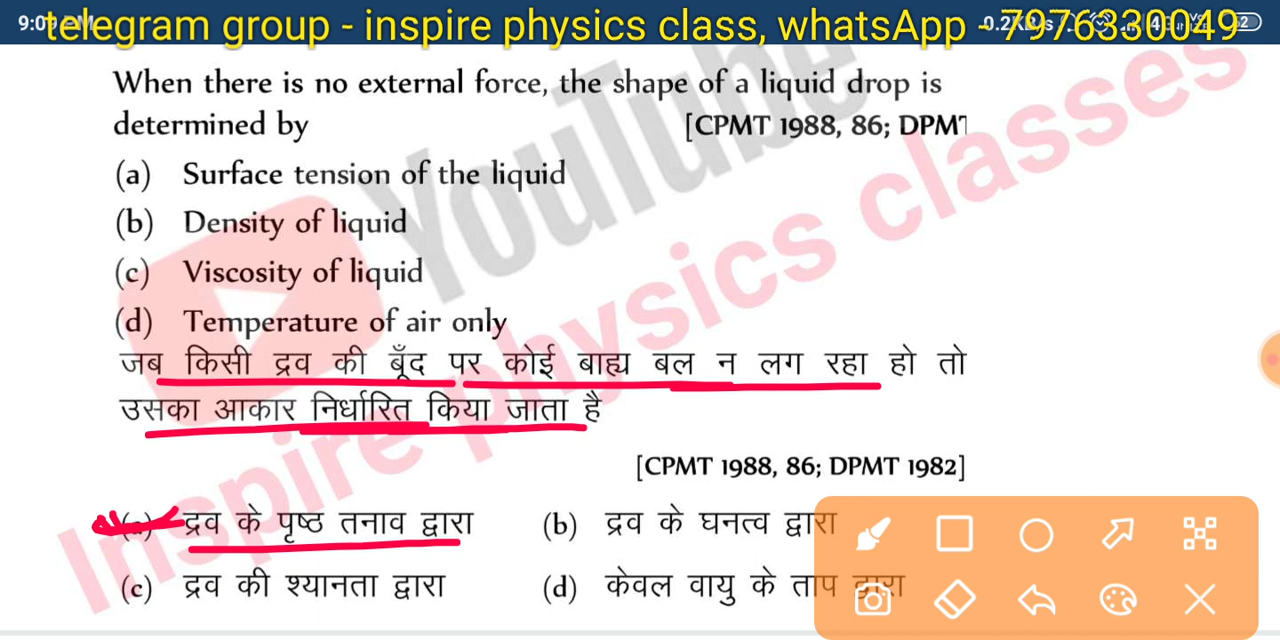 telegram group - inspire physics class, whatsApp - 7976330049
When there is no external force, the shape of a liquid drop is
determined by [CPMT 1988, 86; DPMT
(a) Surface tension of the liquid
(b) Density of liquid
(c) Viscosity of liquid
(d) Temperature of air only
जब किसी द्रव की बूँद पर कोई बाह्य बल न लग रहा हो तो
उसका आकार निर्धारित किया जाता है
[CPMT 1988, 86; DPMT 1982]
(a) द्रव के पृष्ठ तनाव द्वारा (b) द्रव के घनत्व द्वारा
(c) द्रव की श्यानता द्वारा (d) केवल वायु के ताप द्वारा
YouTube
Inspire physics classes